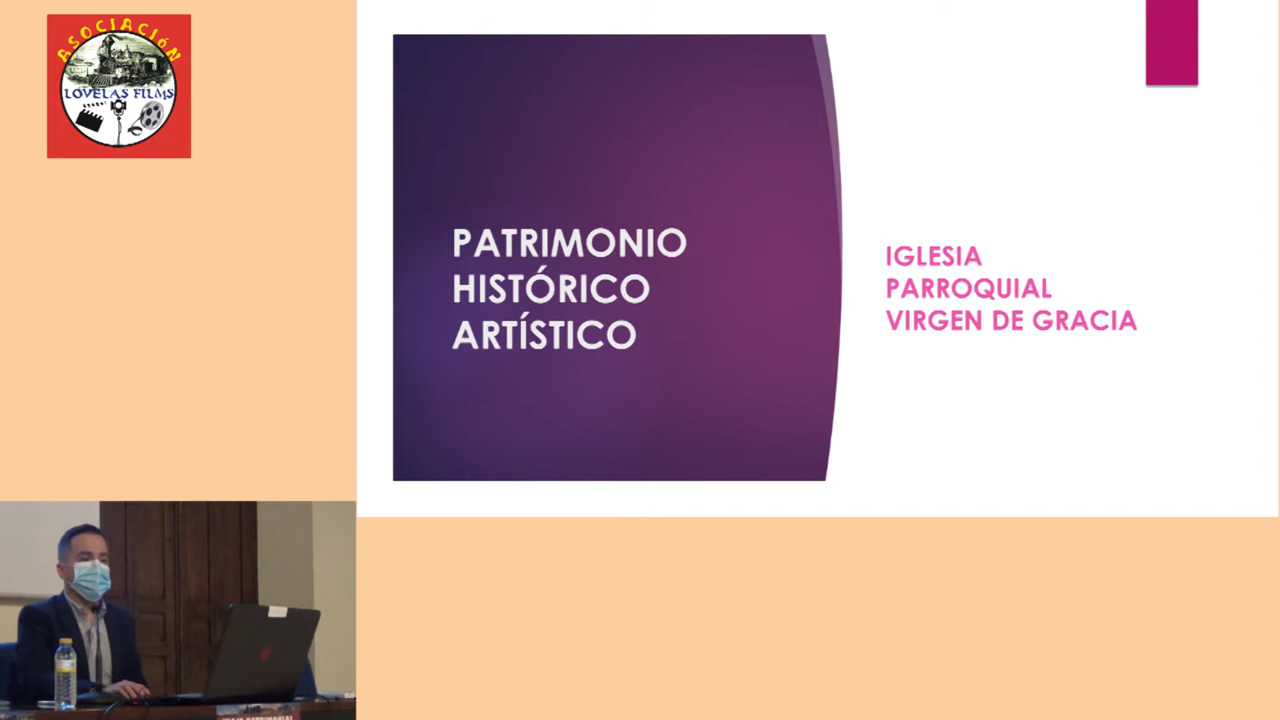 ASOCIACIÓN
LOVELAS FILMS
PATRIMONIO
HISTÓRICO
ARTÍSTICO
IGLESIA
PARROQUIAL
VIRGEN DE GRACIA